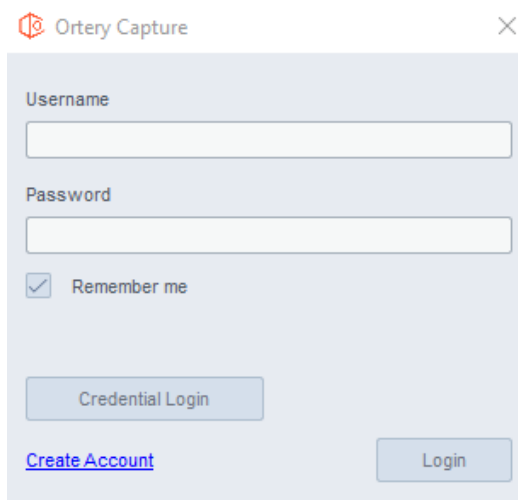 Ortery Capture
Username
Password
Remember me
Credential Login
Create Account
Login